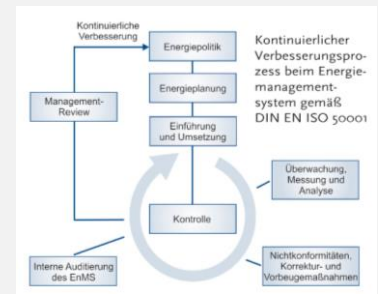 Kontinuierliche
Verbesserung
Energiepolitik
Kontinuierlicher
Verbesserungspro-
zess beim Energie-
management-
system gemäß
DIN EN ISO 50001
Energieplanung
Management-
Review
Einführung
und Umsetzung
Überwachung,
Messung und
Analyse
Kontrolle
Interne Auditierung
des EnMS
Nichtkonformitäten,
Korrektur- und
Vorbeugemaßnahmen